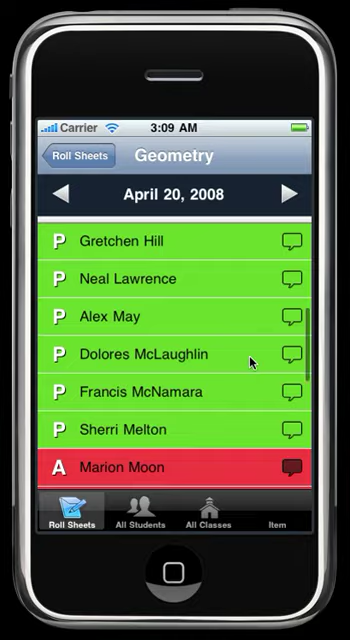 Carrier 3:09 AM
Roll Sheets Geometry
April 20, 2008
P Gretchen Hill
P Neal Lawrence
P Alex May
P Dolores McLaughlin
P Francis McNamara
P Sherri Melton
A Marion Moon
Roll Sheets All Students All Classes Item